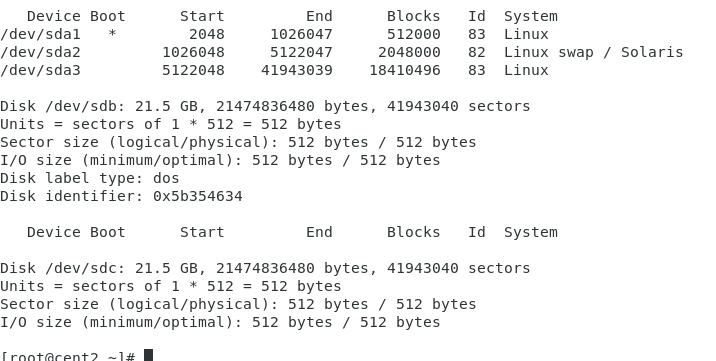 Device Boot Start End Blocks Id System
/dev/sda1 * 2048 1026047 512000 83 Linux
/dev/sda2 1026048 5122047 2048000 82 Linux swap / Solaris
/dev/sda3 5122048 41943039 18410496 83 Linux
Disk /dev/sdb: 21.5 GB, 21474836480 bytes, 41943040 sectors
Units = sectors of 1 * 512 = 512 bytes
Sector size (logical/physical): 512 bytes / 512 bytes
I/O size (minimum/optimal): 512 bytes / 512 bytes
Disk label type: dos
Disk identifier: 0x5b354634
Device Boot Start End Blocks Id System
Disk /dev/sdc: 21.5 GB, 21474836480 bytes, 41943040 sectors
Units = sectors of 1 * 512 = 512 bytes
Sector size (logical/physical): 512 bytes / 512 bytes
I/O size (minimum/optimal): 512 bytes / 512 bytes
[root@cent2 ~]#